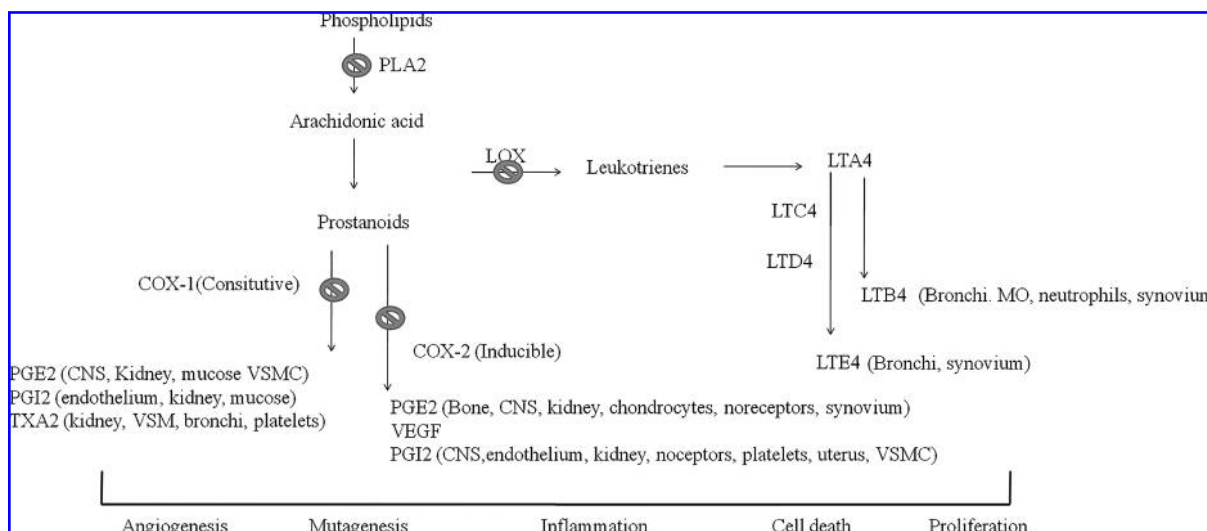 Phospholipids
PLA2
Arachidonic acid
LOX
Leukotrienes
LTA4
LTC4
Prostanoids
LTD4
COX-1(Consitutive)
LTB4 (Bronchi. MO, neutrophils, synovium
COX-2 (Inducible)
LTE4 (Bronchi, synovium)
PGE2 (CNS, Kidney, mucose VSMC)
PGI2 (endothelium, kidney, mucose)
TXA2 (kidney, VSM, bronchi, platelets)
PGE2 (Bone, CNS, kidney, chondrocytes, noreceptors, synovium)
VEGF
PGI2 (CNS,endothelium, kidney, noceptors, platelets, uterus, VSMC)
Angiogenesis Mutagenesis Inflammation Cell death Proliferation